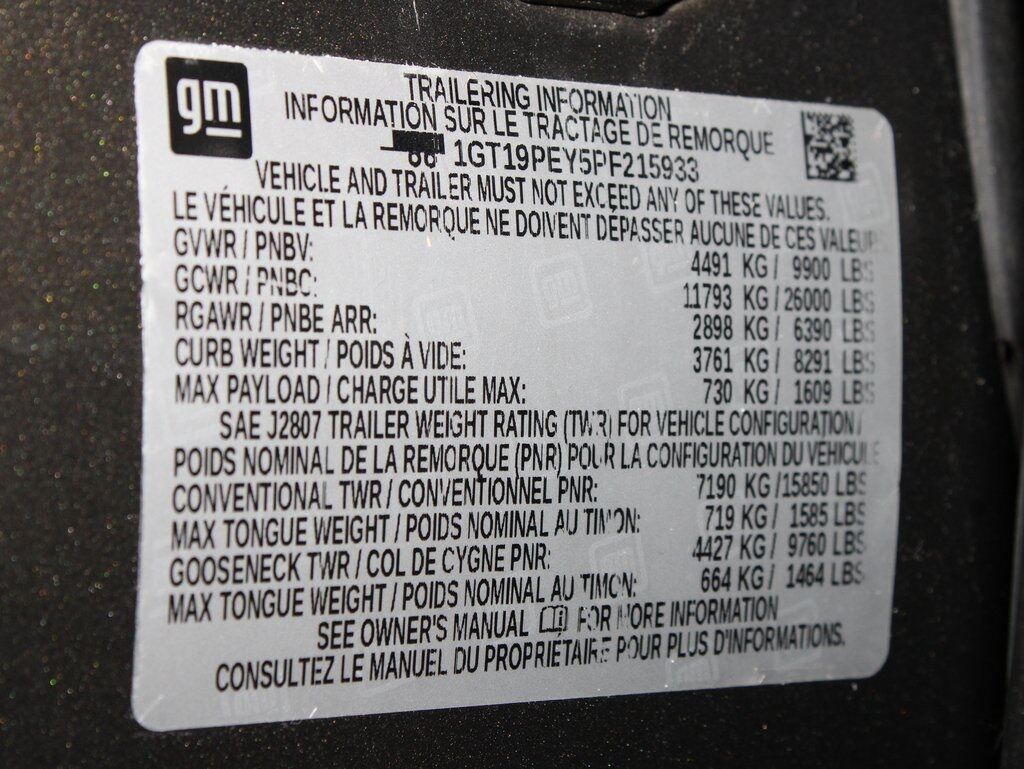 gm
TRAILERING INFORMATION
INFORMATION SUR LE TRACTAGE DE REMORQUE
1GT19PEY5PF215933
VEHICLE AND TRAILER MUST NOT EXCEED ANY OF THESE VALUES.
LE VÉHICULE ET LA REMORQUE NE DOIVENT DÉPASSER AUCUNE DE CES VALEUR
GVWR / PNBV: 4491 KG / 9900 LBS
GCWR / PNBC: 11793 KG / 26000 LBS
RGAWR / PNBE ARR: 2898 KG / 6390 LBS
CURB WEIGHT / POIDS À VIDE: 3761 KG / 8291 LBS
MAX PAYLOAD / CHARGE UTILE MAX: 730 KG / 1609 LBS
SAE J2807 TRAILER WEIGHT RATING (TWR) FOR VEHICLE CONFIGURATION /
POIDS NOMINAL DE LA REMORQUE (PNR) POUR LA CONFIGURATION DU VÉHICULE
CONVENTIONAL TWR / CONVENTIONNEL PNR: 7190 KG /15850 LBS
MAX TONGUE WEIGHT / POIDS NOMINAL AU TIMON: 719 KG / 1585 LBS
GOOSENECK TWR / COL DE CYGNE PNR: 4427 KG / 9760 LBS
MAX TONGUE WEIGHT / POIDS NOMINAL AU TIMON: 664 KG / 1464 LBS
SEE OWNER'S MANUAL FOR MORE INFORMATION
CONSULTEZ LE MANUEL DU PROPRIÉTAIRE POUR PLUS D'INFORMATIONS.